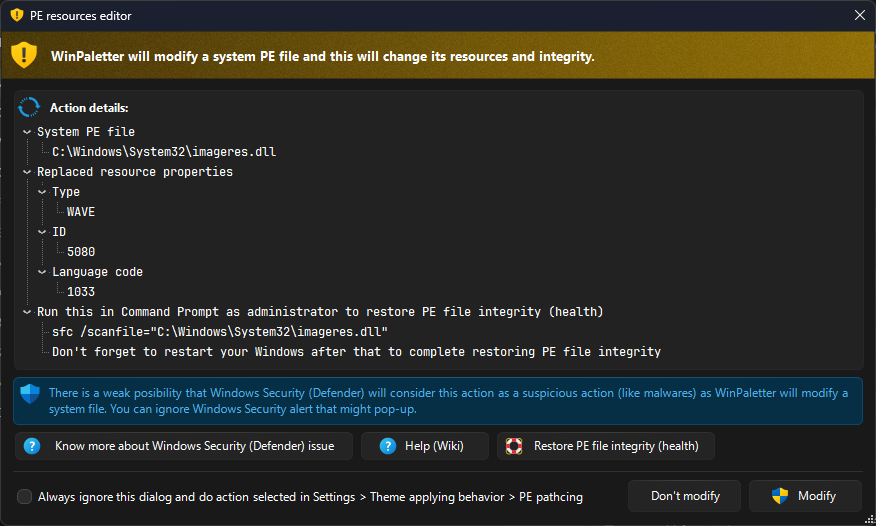 PE resources editor
WinPaletter will modify a system PE file and this will change its resources and integrity.
Action details:
System PE file
C:\Windows\System32\imageres.dll
Replaced resource properties
Type
WAVE
ID
5080
Language code
1033
Run this in Command Prompt as administrator to restore PE file integrity (health)
sfc /scanfile="C:\Windows\System32\imageres.dll"
Don't forget to restart your Windows after that to complete restoring PE file integrity
There is a weak posibility that Windows Security (Defender) will consider this action as a suspicious action (like malwares) as WinPaletter will modify a
system file. You can ignore Windows Security alert that might pop-up.
Know more about Windows Security (Defender) issue
Help (Wiki)
Restore PE file integrity (health)
Always ignore this dialog and do action selected in Settings > Theme applying behavior > PE pathcing
Don't modify
Modify